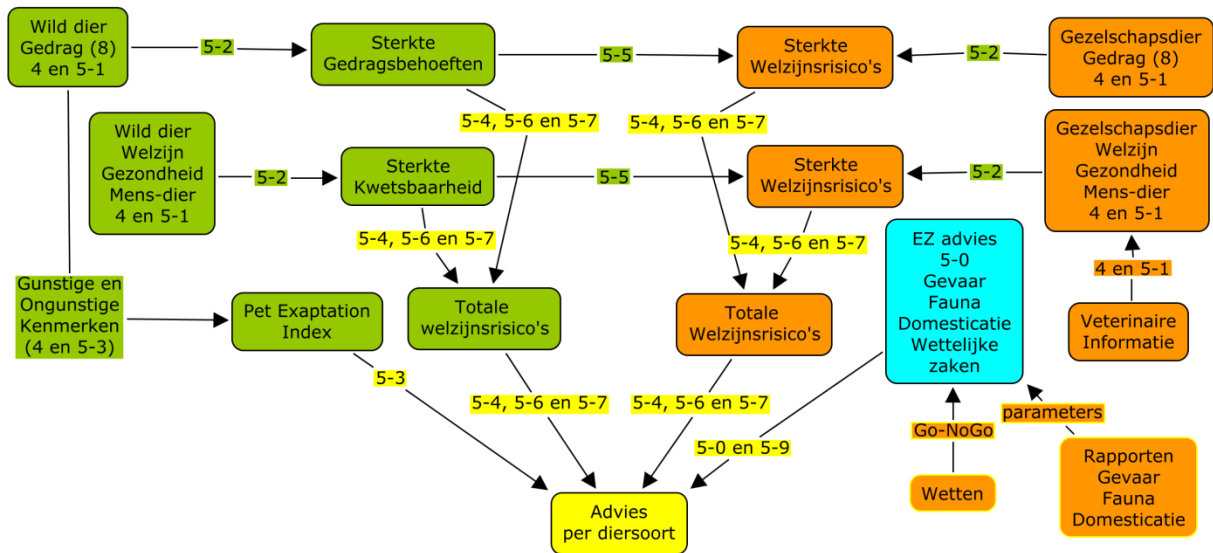 Wild dier
Gedrag (8)
4 en 5-1
5-2
Sterkte
Gedragsbehoeften
5-5
Sterkte
Welzijnsrisico's
5-2
Gezelschapsdier
Gedrag (8)
4 en 5-1
5-4, 5-6 en 5-7
5-4, 5-6 en 5-7
Wild dier
Welzijn
Gezondheid
Mens-dier
4 en 5-1
5-2
Sterkte
Kwetsbaarheid
5-5
Sterkte
Welzijnsrisico's
5-2
Gezelschapsdier
Welzijn
Gezondheid
Mens-dier
4 en 5-1
5-4, 5-6 en 5-7
5-4, 5-6 en 5-7
EZ advies
5-0
Gevaar
Fauna
Domesticatie
Wettelijke
zaken
4 en 5-1
Gunstige en
Ongunstige
Kenmerken
(4 en 5-3)
Pet Exaptation
Index
Totale
welzijnsrisico's
Totale
Welzijnsrisico's
Veterinaire
Informatie
5-3
5-4, 5-6 en 5-7
5-4, 5-6 en 5-7
5-0 en 5-9
Go-NoGo
parameters
Advies
per diersoort
Wetten
Rapporten
Gevaar
Fauna
Domesticatie